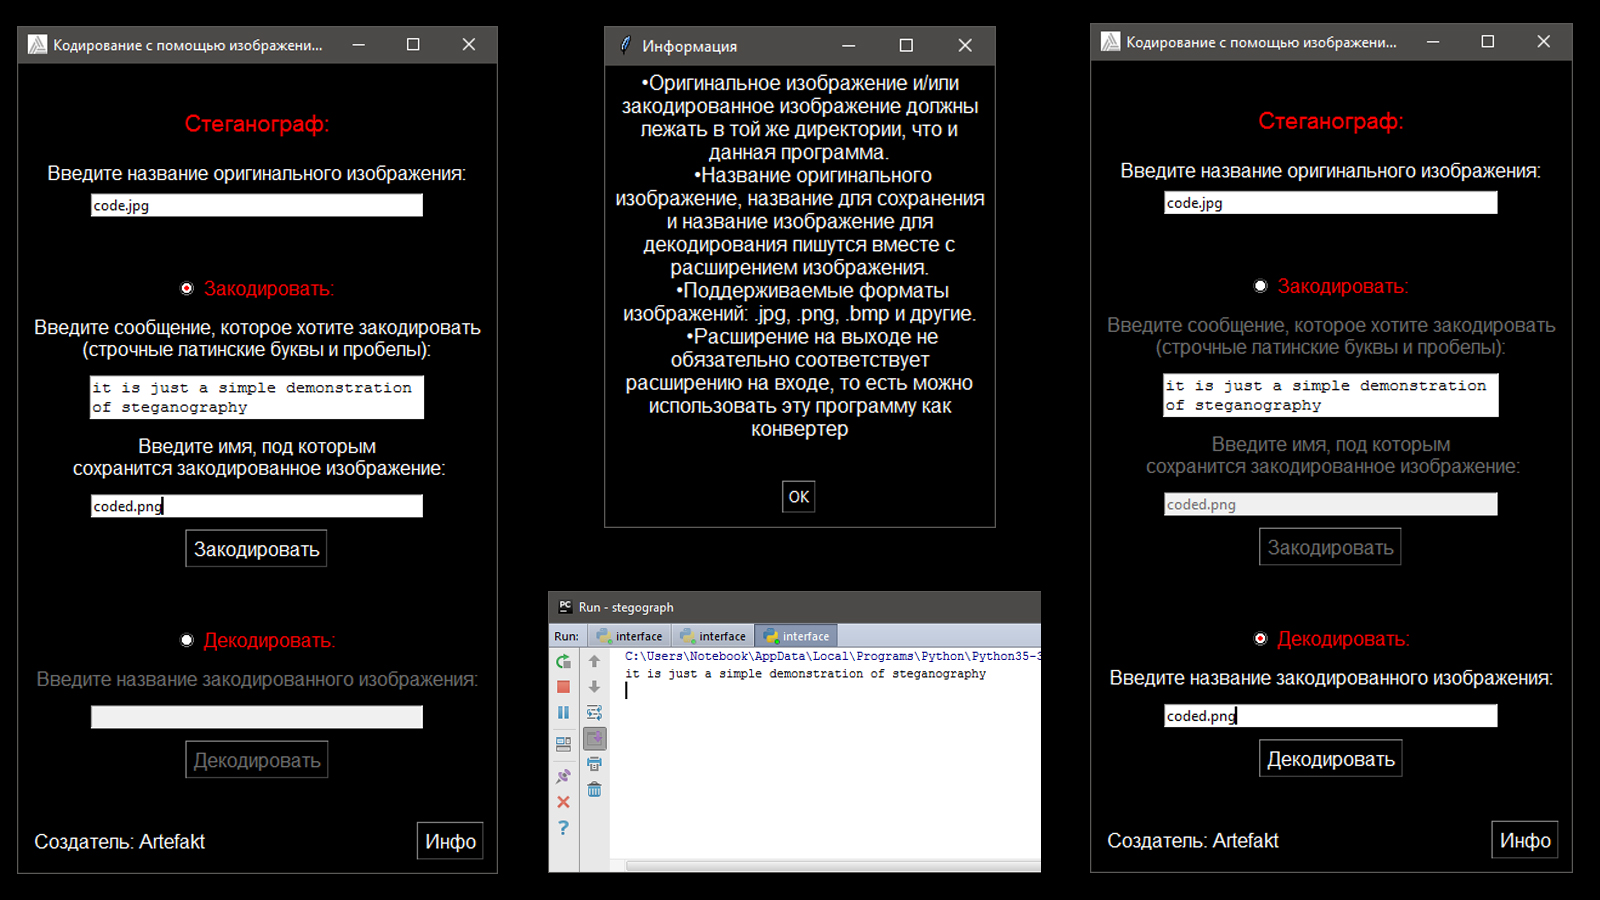 Кодирование с помощью изображени...
Стеганограф:
Введите название оригинального изображения:
code.jpg
Закодировать:
Введите сообщение, которое хотите закодировать
(строчные латинские буквы и пробелы):
it is just a simple demonstration
of steganography
Введите имя, под которым
сохранится закодированное изображение:
coded.png
Закодировать
Декодировать:
Введите название закодированного изображения:
Декодировать
Создатель: Artefakt
Инфо
Информация
•Оригинальное изображение и/или
закодированное изображение должны
лежать в той же директории, что и
данная программа.
•Название оригинального
изображение, название для сохранения
и название изображение для
декодирования пишутся вместе с
расширением изображения.
•Поддерживаемые форматы
изображений: .jpg, .png, .bmp и другие.
•Расширение на выходе не
обязательно соответствует
расширению на входе, то есть можно
использовать эту программу как
конвертер
OK
PC Run - stegograph
Run: interface interface interface
C:\Users\Notebook\AppData\Local\Programs\Python\Python35-3
it is just a simple demonstration of steganography
Кодирование с помощью изображени...
Стеганограф:
Введите название оригинального изображения:
code.jpg
Закодировать:
Введите сообщение, которое хотите закодировать
(строчные латинские буквы и пробелы):
it is just a simple demonstration
of steganography
Введите имя, под которым
сохранится закодированное изображение:
coded.png
Закодировать
Декодировать:
Введите название закодированного изображения:
coded.png
Декодировать
Создатель: Artefakt
Инфо